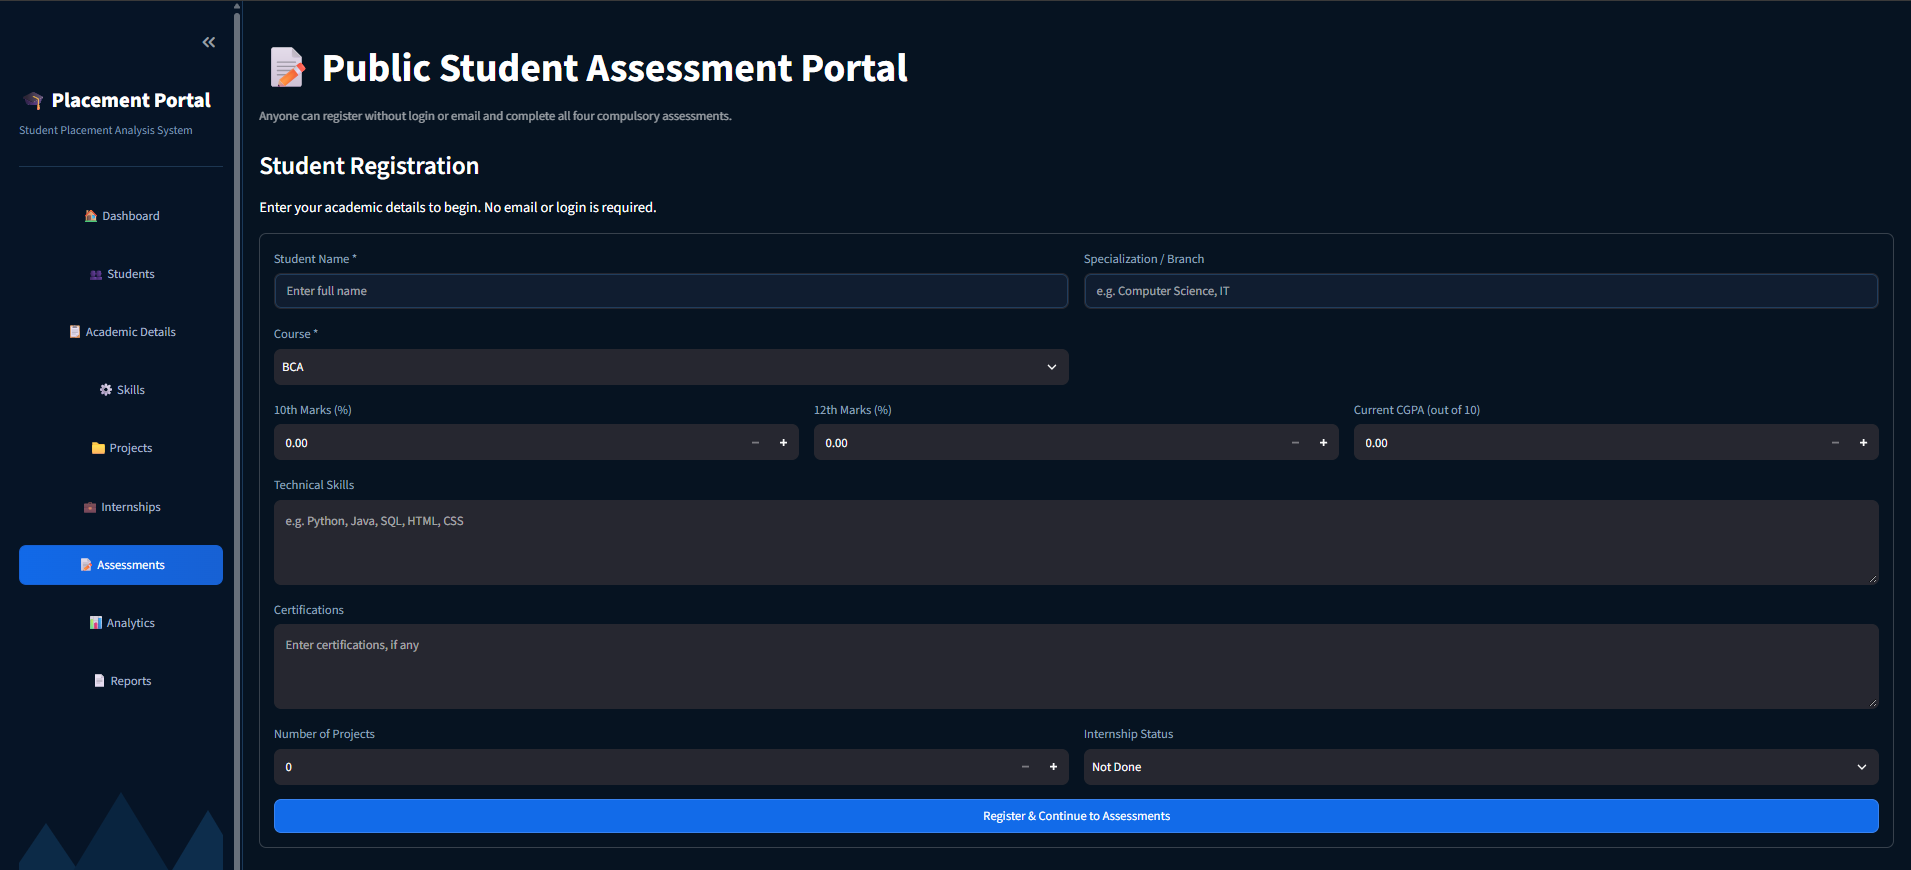 Placement Portal
Student Placement Analysis System
Dashboard
Students
Academic Details
Skills
Projects
Internships
Assessments
Analytics
Reports
Public Student Assessment Portal
Anyone can register without login or email and complete all four compulsory assessments.
Student Registration
Enter your academic details to begin. No email or login is required.
Student Name * Specialization / Branch
Enter full name e.g. Computer Science, IT
Course *
BCA
10th Marks (%) 12th Marks (%) Current CGPA (out of 10)
0.00 − + 0.00 − + 0.00 − +
Technical Skills
e.g. Python, Java, SQL, HTML, CSS
Certifications
Enter certifications, if any
Number of Projects Internship Status
0 − + Not Done
Register & Continue to Assessments